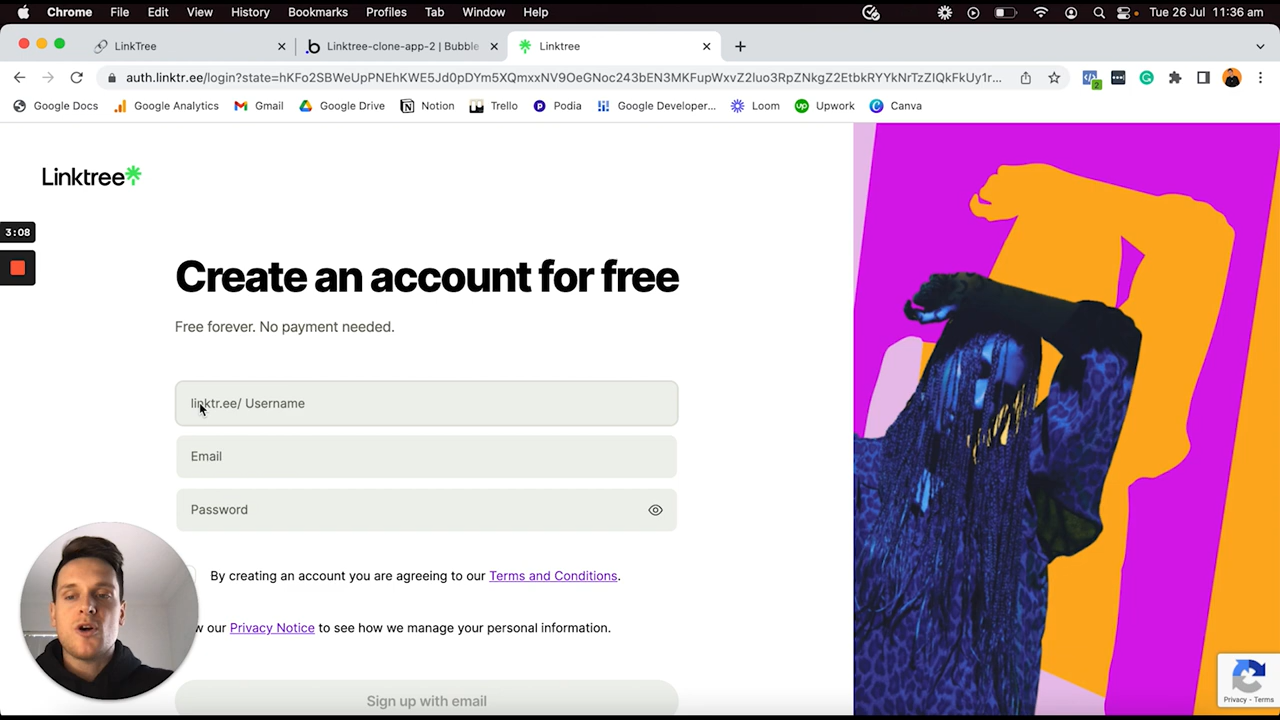 Chrome File Edit View History Bookmarks Profiles Tab Window Help Tue 26 Jul 11:36 am
LinkTree Linktree-clone-app-2 | Bubble Linktree
auth.linktr.ee/login?state=hKFo2SBWeUpPNEhKWE5Jd0pDYm5XQmxxNV9OeGNoc243bEN3MKFupWxvZ2luo3RpZNkgZ2EtbkRYYkNrTzZIQkFkUy1r...
Google Docs Google Analytics Gmail Google Drive Notion Trello Podia Google Developer... Loom Upwork Canva
Linktree
3:08
Create an account for free
Free forever. No payment needed.
linktr.ee/ Username
Email
Password
By creating an account you are agreeing to our Terms and Conditions.
w our Privacy Notice to see how we manage your personal information.
Sign up with email
Privacy - Terms
2